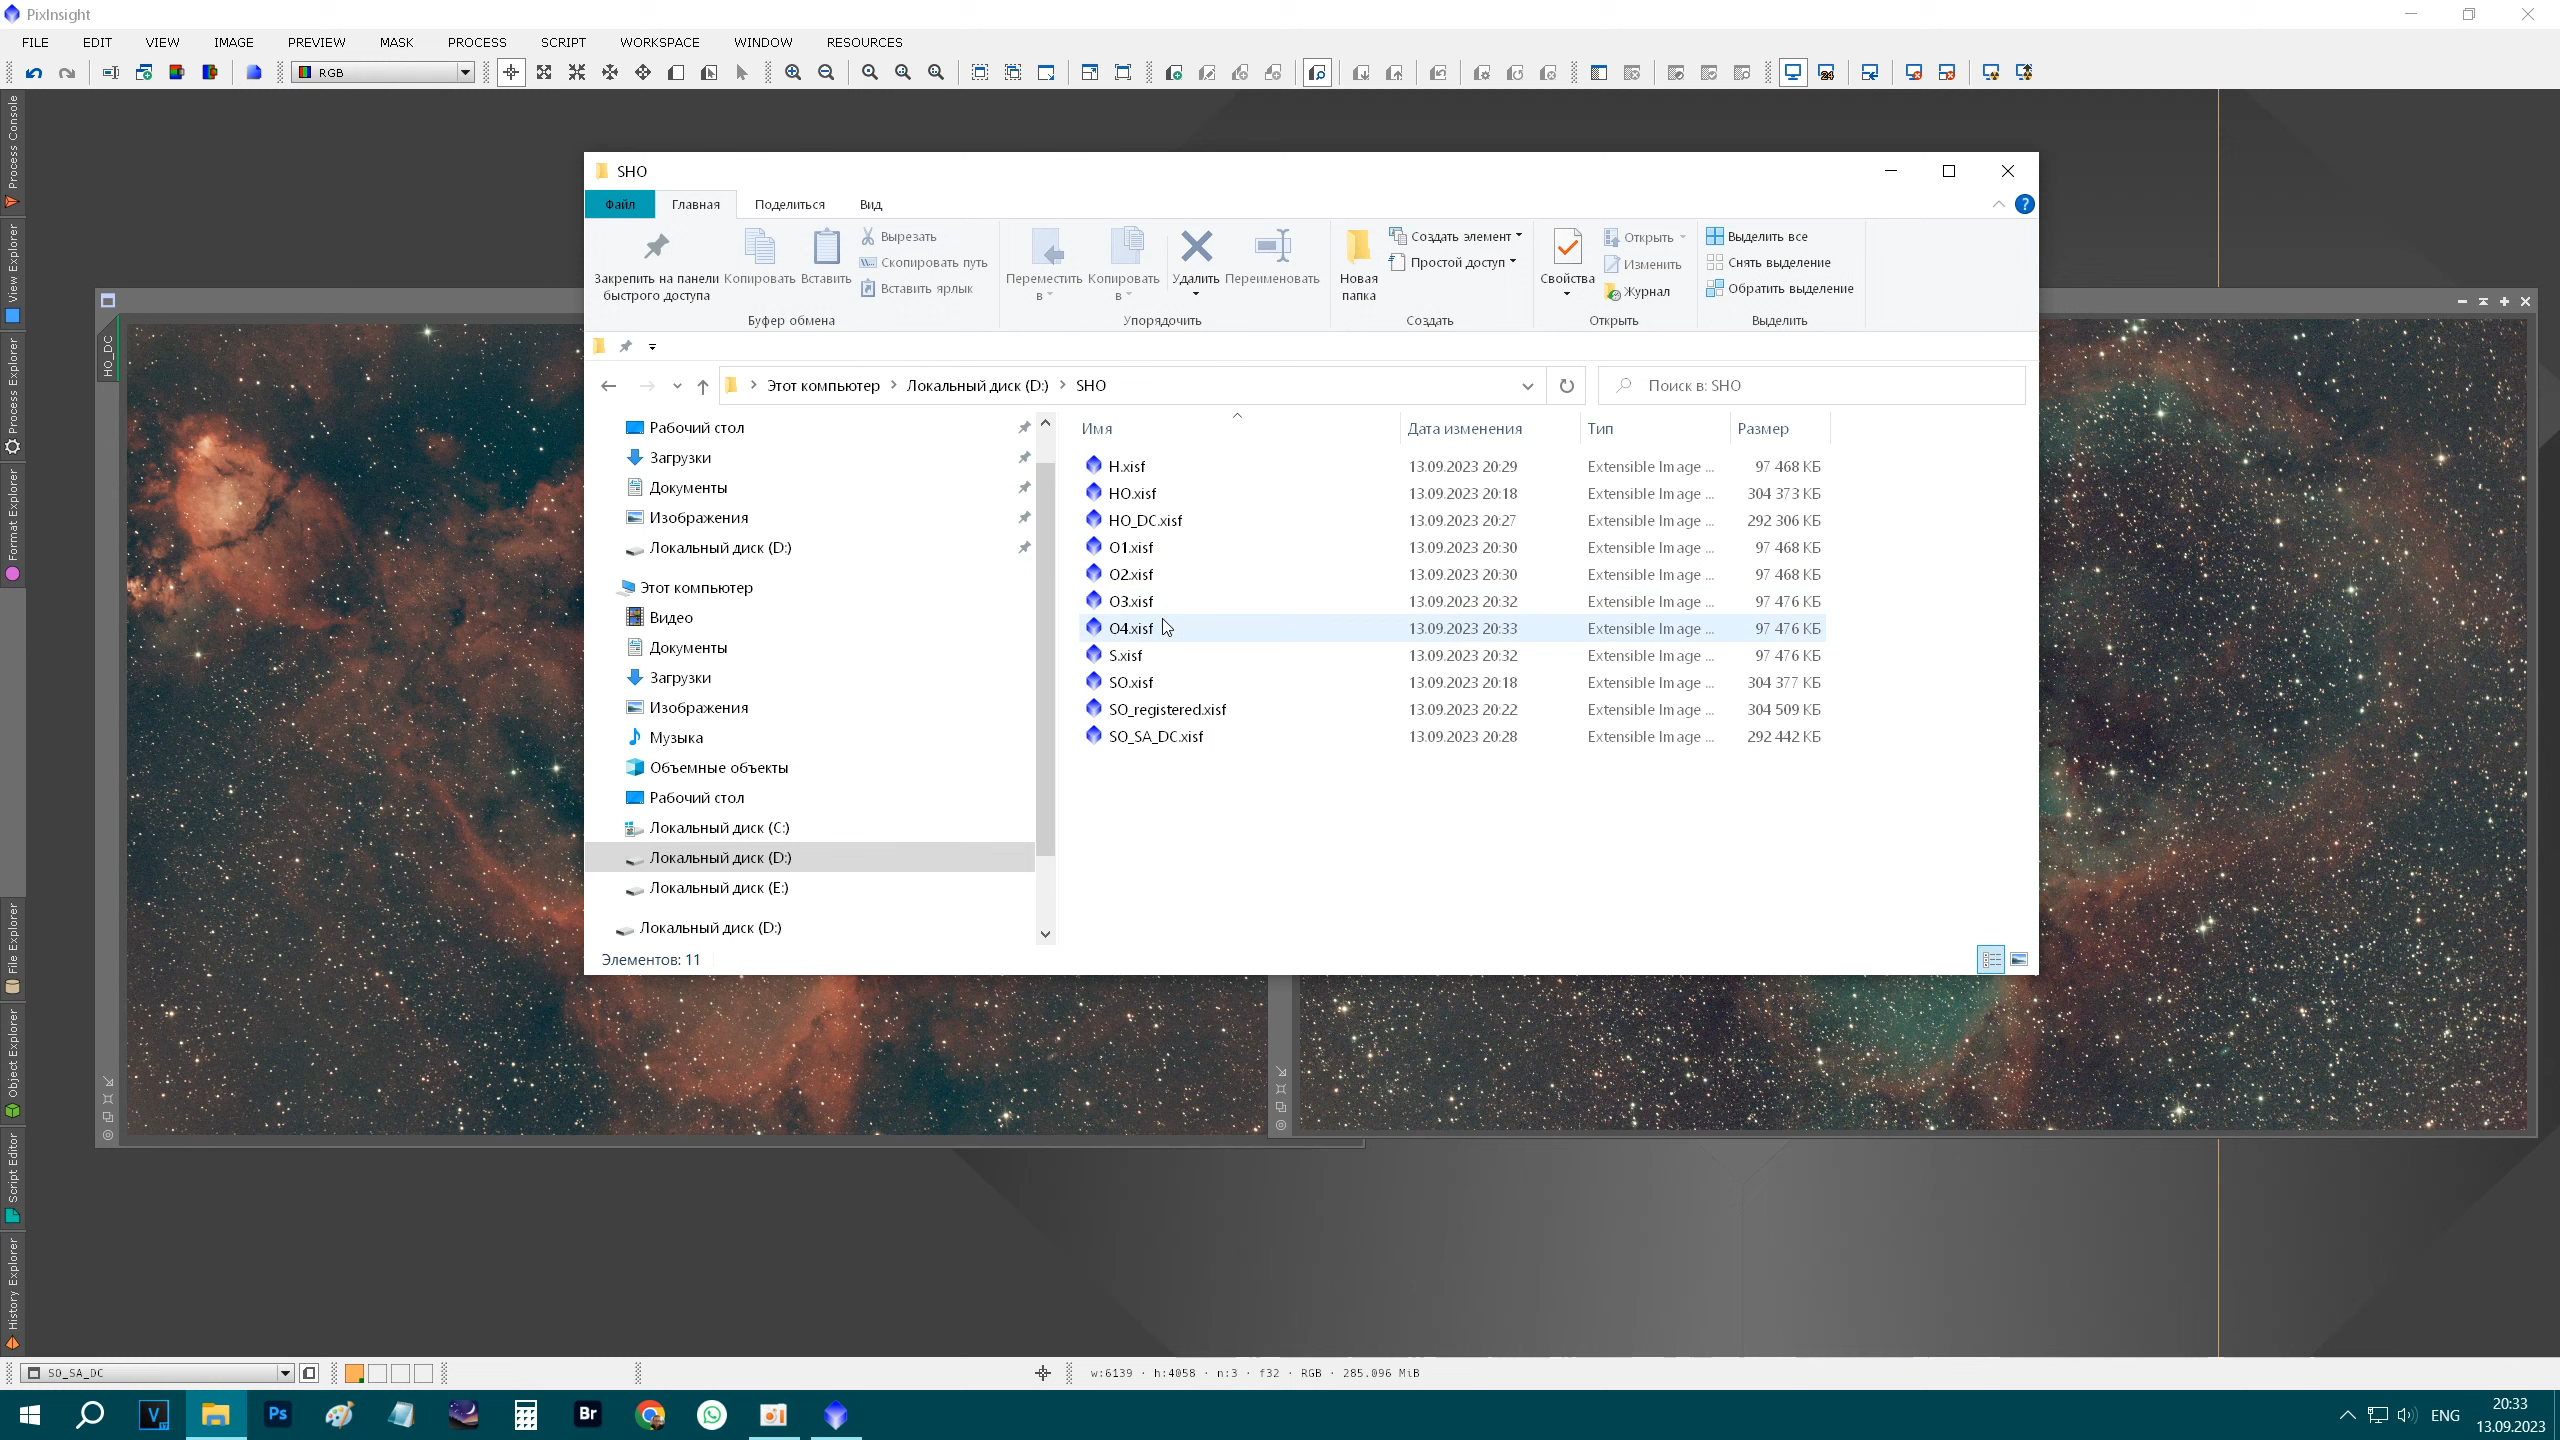 PixInsight
FILE EDIT VIEW IMAGE PREVIEW MASK PROCESS SCRIPT WORKSPACE WINDOW RESOURCES
RGB
24
Process Console
View Explorer
Process Explorer
Format Explorer
File Explorer
Object Explorer
Script Editor
History Explorer
HO_DC
SHO
Файл Главная Поделиться Вид
Закрепить на панели быстрого доступа
Копировать
Вставить
Вырезать
Скопировать путь
Вставить ярлык
Буфер обмена
Переместить в
Копировать в
Удалить
Переименовать
Упорядочить
Новая папка
Создать элемент
Простой доступ
Создать
Свойства
Открыть
Изменить
Журнал
Открыть
Выделить все
Снять выделение
Обратить выделение
Выделить
Этот компьютер > Локальный диск (D:) > SHO
Поиск в: SHO
Рабочий стол
Загрузки
Документы
Изображения
Локальный диск (D:)
Этот компьютер
Видео
Документы
Загрузки
Изображения
Музыка
Объемные объекты
Рабочий стол
Локальный диск (C:)
Локальный диск (D:)
Локальный диск (E:)
Локальный диск (D:)
Имя Дата изменения Тип Размер
H.xisf 13.09.2023 20:29 Extensible Image ... 97 468 КБ
HO.xisf 13.09.2023 20:18 Extensible Image ... 304 373 КБ
HO_DC.xisf 13.09.2023 20:27 Extensible Image ... 292 306 КБ
O1.xisf 13.09.2023 20:30 Extensible Image ... 97 468 КБ
O2.xisf 13.09.2023 20:30 Extensible Image ... 97 468 КБ
O3.xisf 13.09.2023 20:32 Extensible Image ... 97 476 КБ
O4.xisf 13.09.2023 20:33 Extensible Image ... 97 476 КБ
S.xisf 13.09.2023 20:32 Extensible Image ... 97 476 КБ
SO.xisf 13.09.2023 20:18 Extensible Image ... 304 377 КБ
SO_registered.xisf 13.09.2023 20:22 Extensible Image ... 304 509 КБ
SO_SA_DC.xisf 13.09.2023 20:28 Extensible Image ... 292 442 КБ
Элементов: 11
SO_SA_DC
w:6139 · h:4058 · n:3 · f32 · RGB · 285.096 MiB
V
Ps
Br
ENG
20:33
13.09.2023